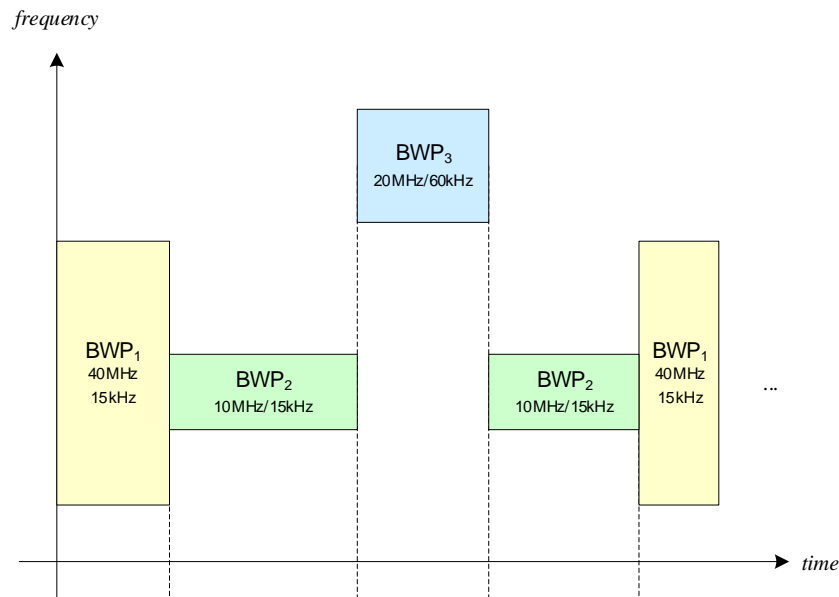 frequency
BWP₃
20MHz/60kHz
BWP₁
40MHz
15kHz
BWP₂
10MHz/15kHz
BWP₂
10MHz/15kHz
BWP₁
40MHz
15kHz
...
time